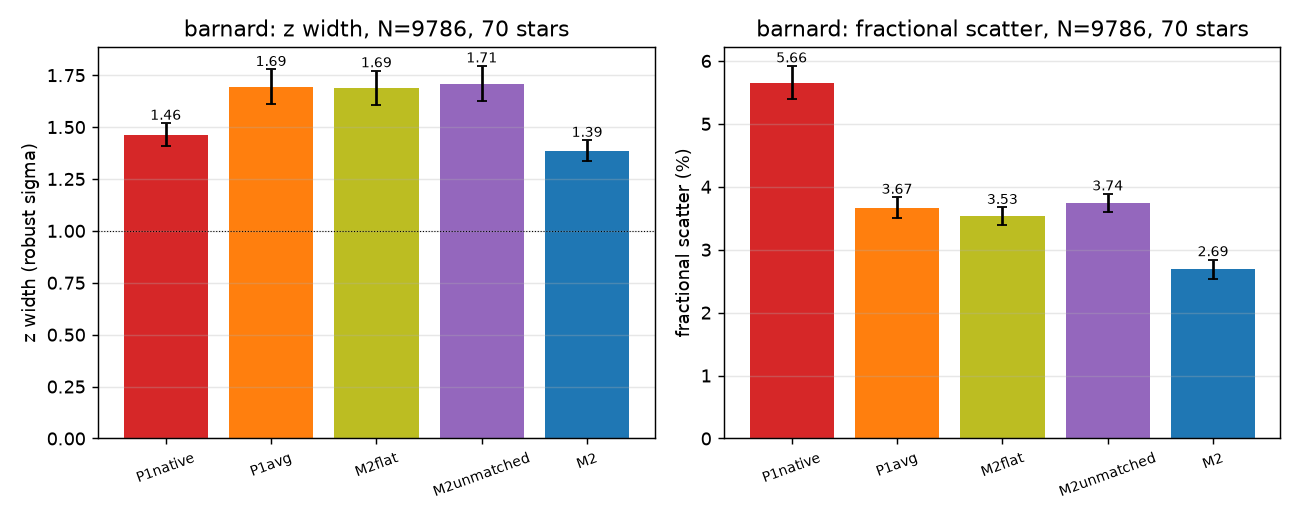 barnard: z width, N=9786, 70 stars
z width (robust sigma)
1.75
1.50
1.25
1.00
0.75
0.50
0.25
0.00
1.46
1.69
1.69
1.71
1.39
P1native
P1avg
M2flat
M2unmatched
M2
barnard: fractional scatter, N=9786, 70 stars
fractional scatter (%)
6
5
4
3
2
1
0
5.66
3.67
3.53
3.74
2.69
P1native
P1avg
M2flat
M2unmatched
M2